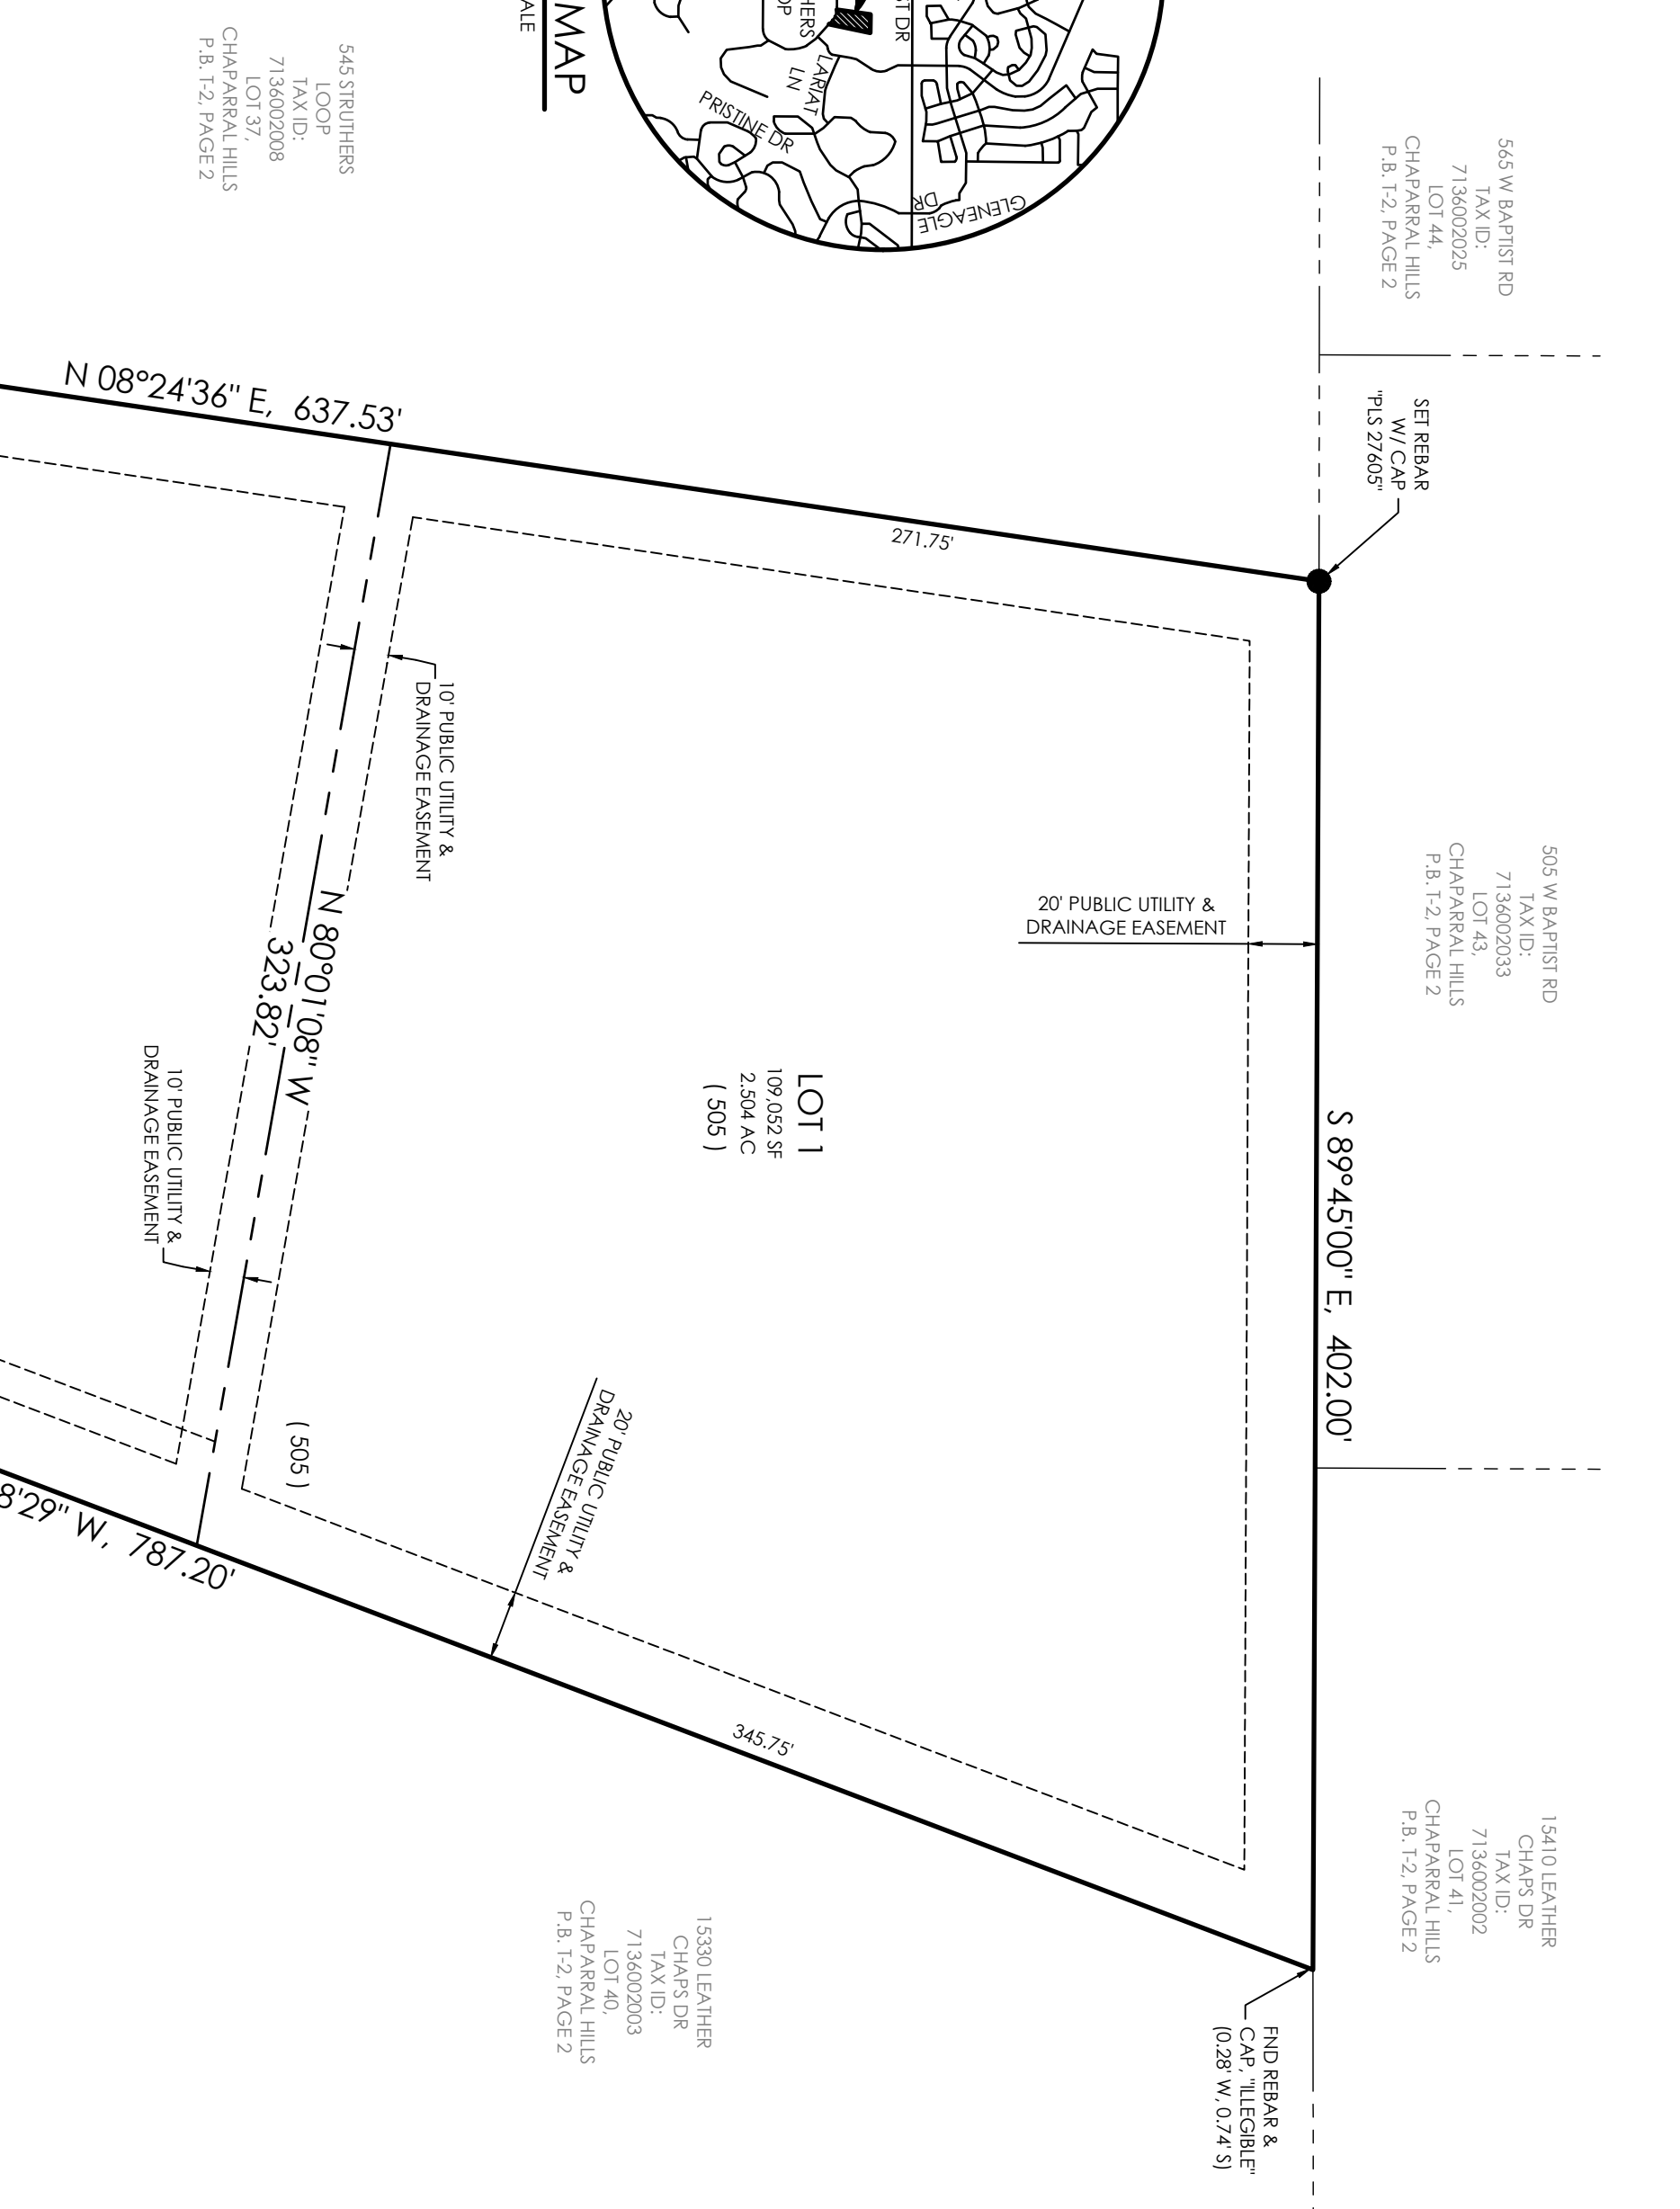 565 W BAPTIST RD
TAX ID:
7136002025
LOT 44,
CHAPARRAL HILLS
P.B. T-2, PAGE 2
505 W BAPTIST RD
TAX ID:
7136002033
LOT 43,
CHAPARRAL HILLS
P.B. T-2, PAGE 2
15410 LEATHER
CHAPS DR
TAX ID:
7136002002
LOT 41,
CHAPARRAL HILLS
P.B. T-2, PAGE 2
SET REBAR
W/ CAP
"PLS 27605"
S 89°45'00" E, 402.00'
FND REBAR &
CAP, "ILLEGIBLE"
(0.28' W, 0.74' S)
20' PUBLIC UTILITY &
DRAINAGE EASEMENT
271.75'
GLENEAGLE
DR
ST DR
HERS
OP
LARIAT
LN
PRISTINE DR
MAP
ALE
LOT 1
109,052 SF
2.504 AC
( 505 )
345.75'
20' PUBLIC UTILITY &
DRAINAGE EASEMENT
15330 LEATHER
CHAPS DR
TAX ID:
7136002003
LOT 40,
CHAPARRAL HILLS
P.B. T-2, PAGE 2
10' PUBLIC UTILITY &
DRAINAGE EASEMENT
N 08°24'36" E, 637.53'
545 STRUTHERS
LOOP
TAX ID:
7136002008
LOT 37,
CHAPARRAL HILLS
P.B. T-2, PAGE 2
N 80°01'08" W
323.82'
( 505 )
10' PUBLIC UTILITY &
DRAINAGE EASEMENT
8'29" W, 787.20'